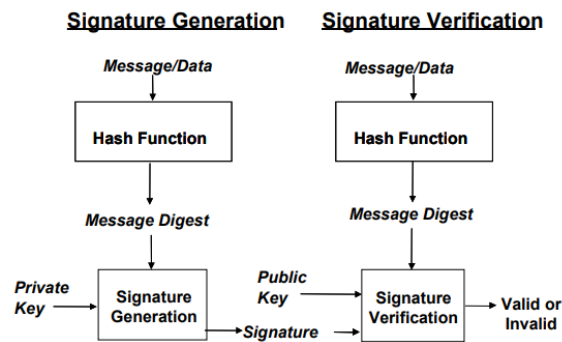 Signature Generation
Message/Data
Hash Function
Message Digest
Private
Key
Signature
Generation
Signature
Signature Verification
Message/Data
Hash Function
Message Digest
Public
Key
Signature
Verification
Valid or
Invalid